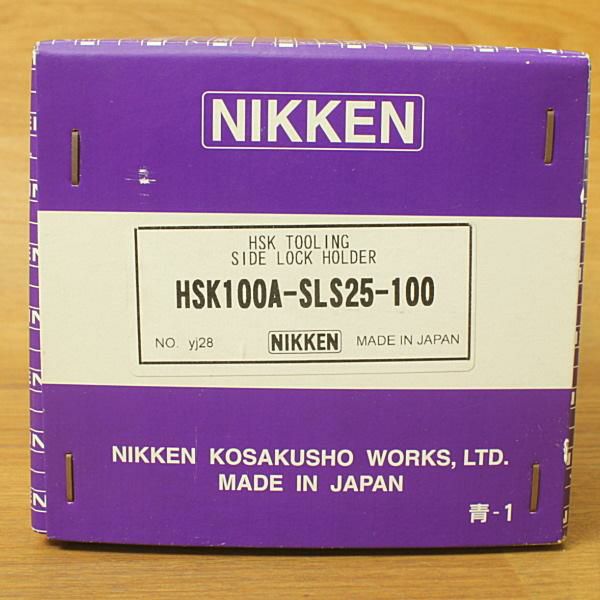 NIKKEN
HSK TOOLING
SIDE LOCK HOLDER
HSK100A-SLS25-100
NO. yj28 NIKKEN MADE IN JAPAN
NIKKEN KOSAKUSHO WORKS, LTD.
MADE IN JAPAN
青-1